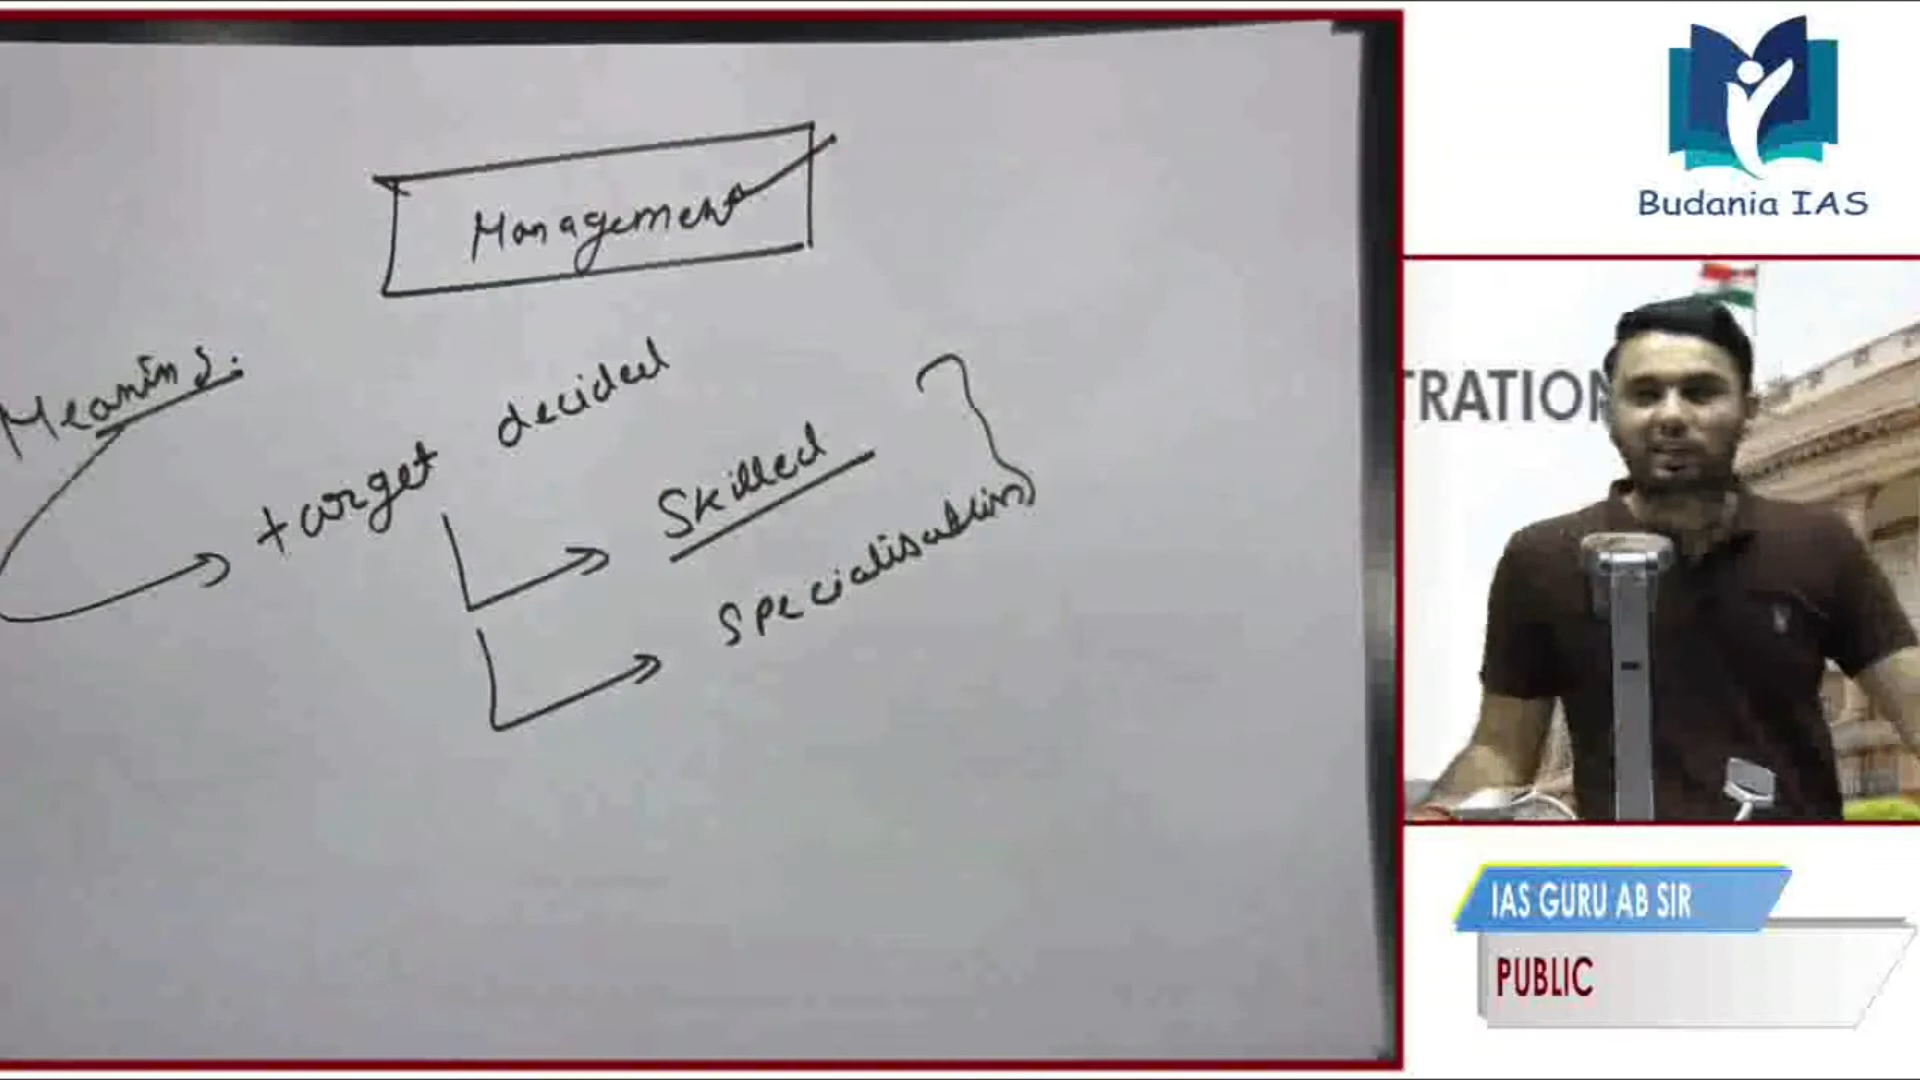 Management
Meaning:
target decided
Skilled
Specialisation
Budania IAS
TRATION
IAS GURU AB SIR
PUBLIC